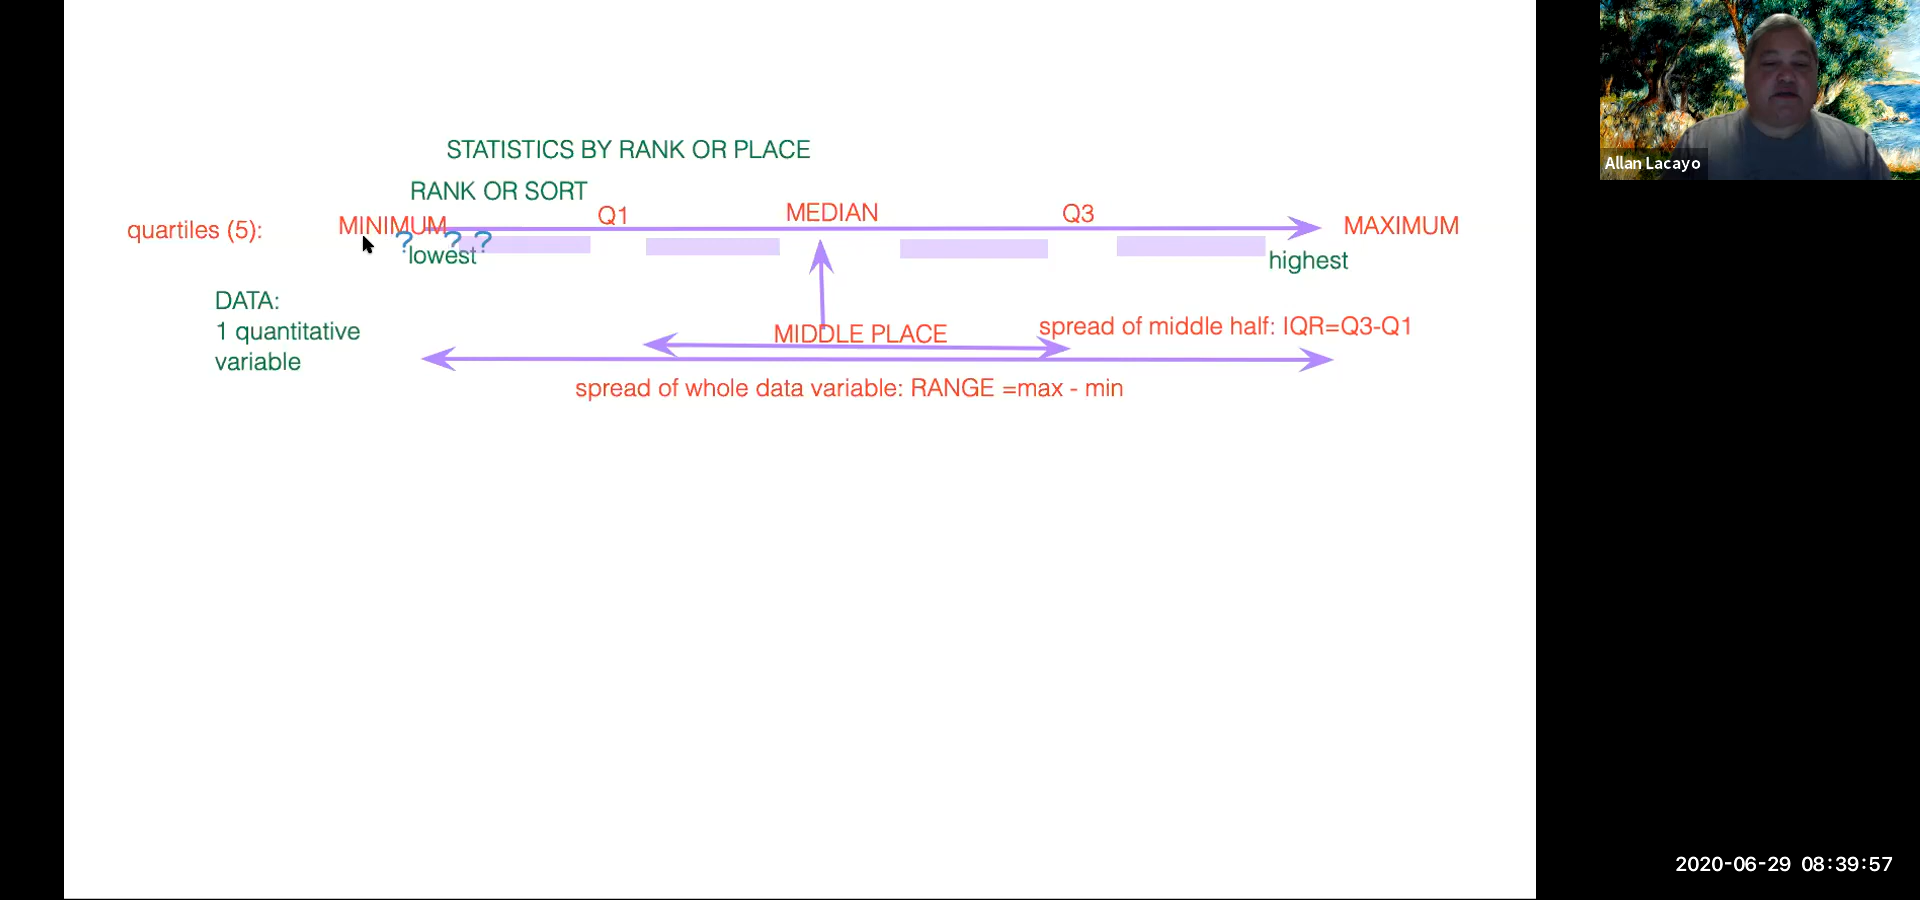 Allan Lacayo
STATISTICS BY RANK OR PLACE
RANK OR SORT
quartiles (5):
MINIMUM
Q1
MEDIAN
Q3
MAXIMUM
? ? ?
lowest
highest
DATA:
1 quantitative
variable
MIDDLE PLACE
spread of middle half: IQR=Q3-Q1
spread of whole data variable: RANGE =max - min
2020-06-29 08:39:57